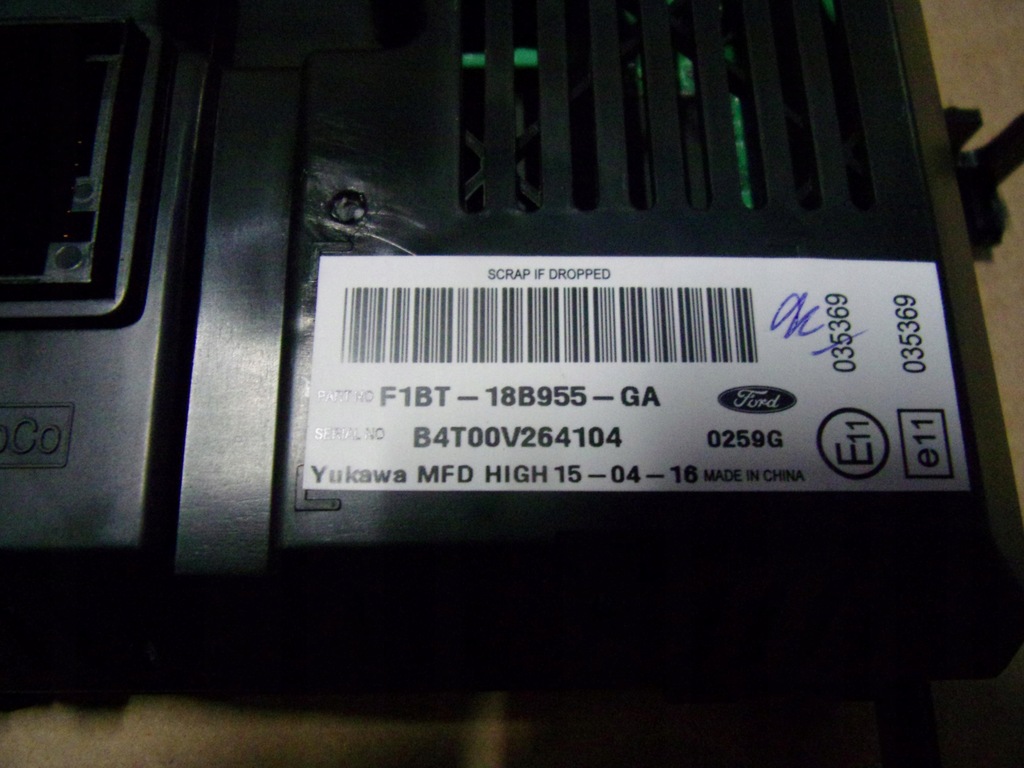 SCRAP IF DROPPED
ok
035369
035369
PART NO F1BT-18B955-GA
Ford
SERIAL NO B4T00V264104 0259G
E11
e11
Yukawa MFD HIGH 15-04-16 MADE IN CHINA